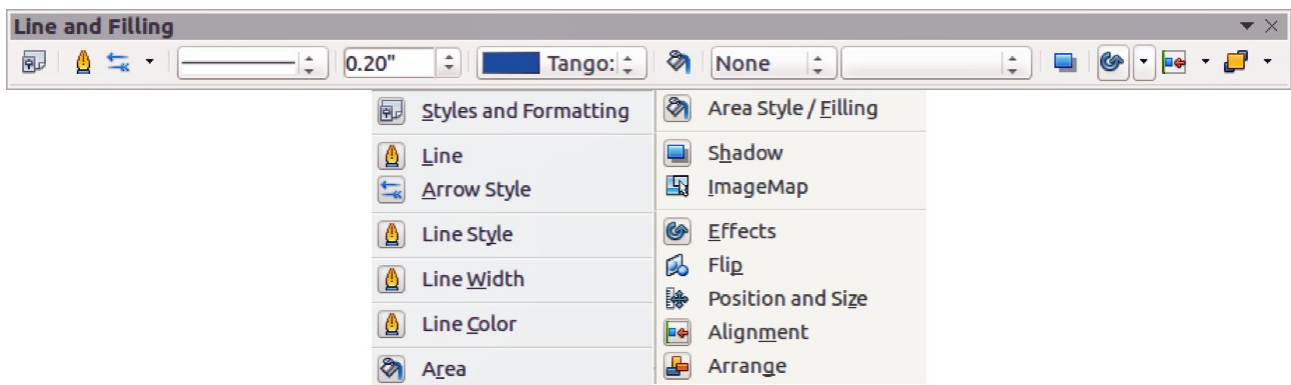 Line and Filling
0.20" Tango: None
Styles and Formatting
Line
Arrow Style
Line Style
Line Width
Line Color
Area
Area Style / Filling
Shadow
ImageMap
Effects
Flip
Position and Size
Alignment
Arrange